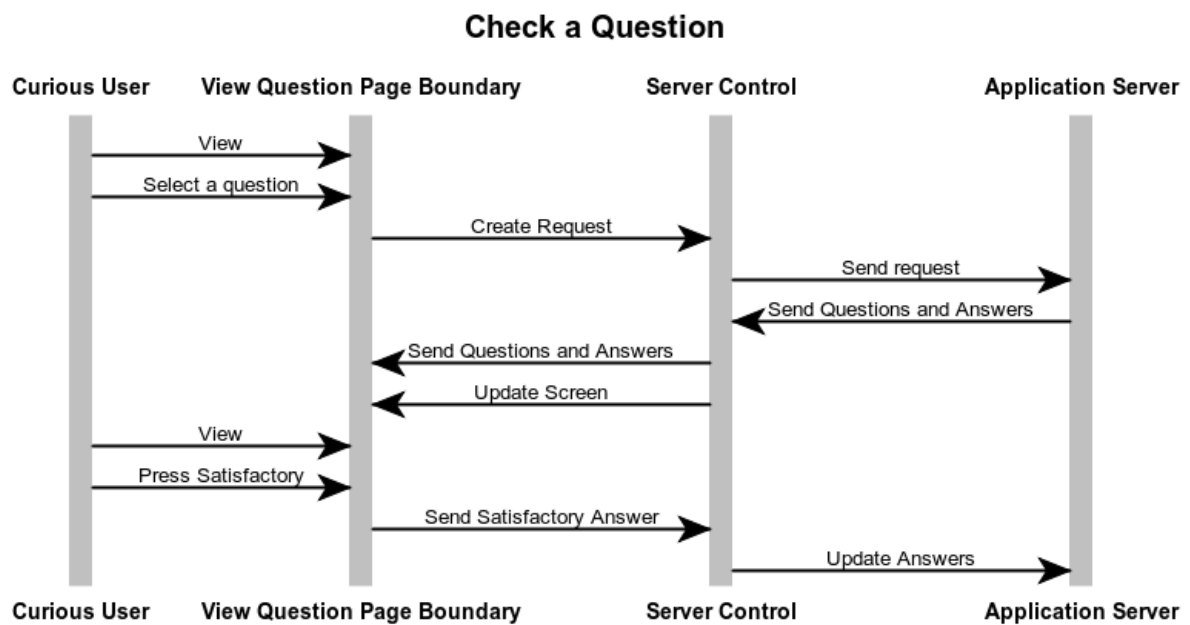 Check a Question
Curious User View Question Page Boundary Server Control Application Server
View
Select a question
Create Request
Send request
Send Questions and Answers
Send Questions and Answers
Update Screen
View
Press Satisfactory
Send Satisfactory Answer
Update Answers
Curious User View Question Page Boundary Server Control Application Server